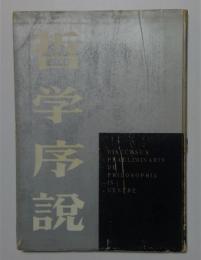 哲学序説
DISCURSUS
PRAELIMINARIS
DE
PHILOSOPHIA
IN
GENERE